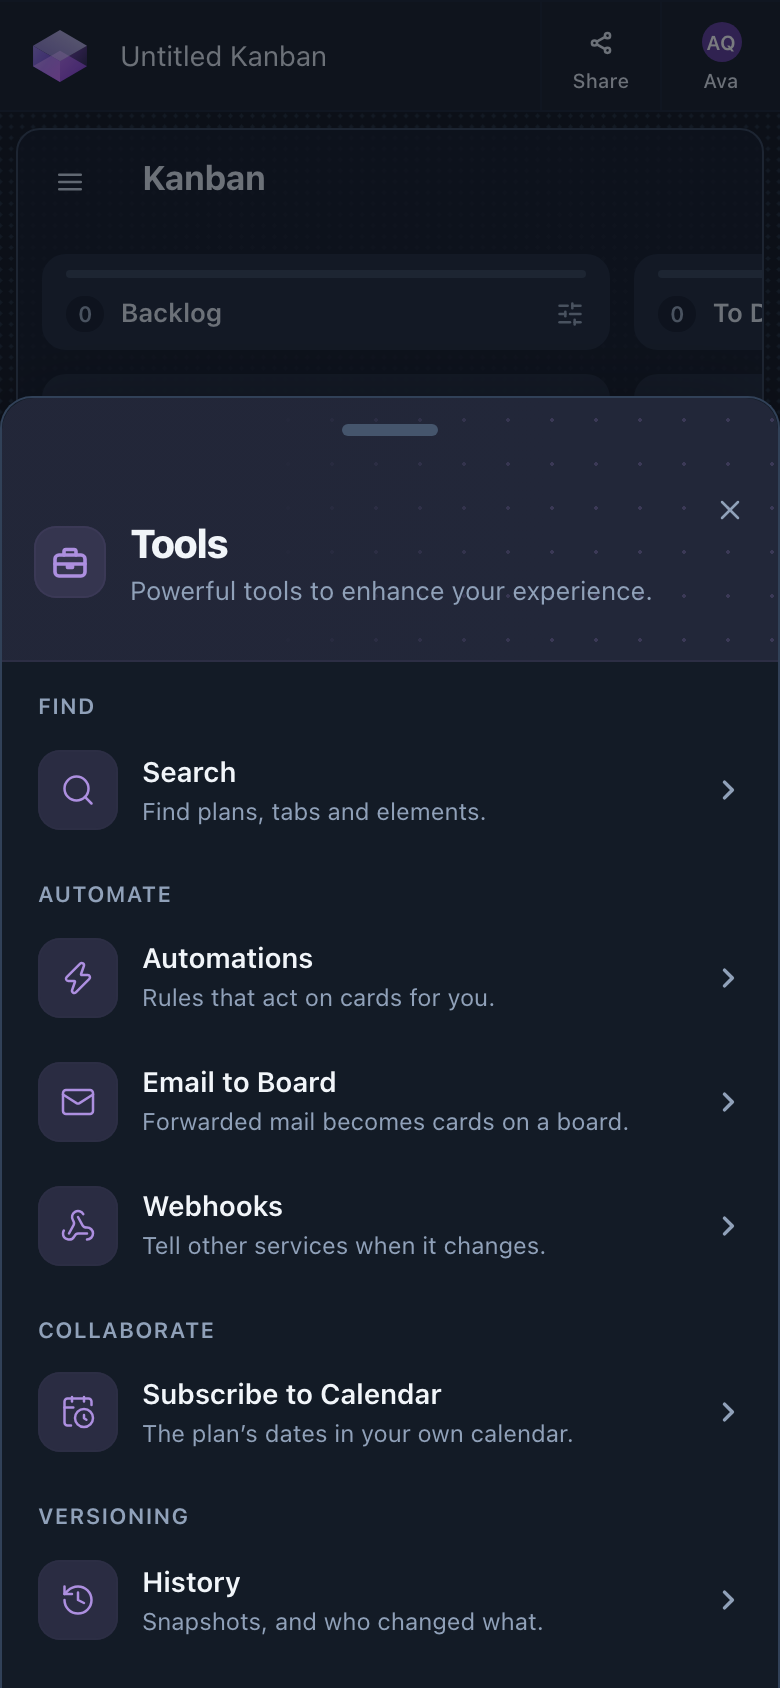 Untitled Kanban
Share
AQ
Ava
Kanban
0 Backlog
0 To D
Tools
Powerful tools to enhance your experience.
FIND
Search
Find plans, tabs and elements.
AUTOMATE
Automations
Rules that act on cards for you.
Email to Board
Forwarded mail becomes cards on a board.
Webhooks
Tell other services when it changes.
COLLABORATE
Subscribe to Calendar
The plan’s dates in your own calendar.
VERSIONING
History
Snapshots, and who changed what.